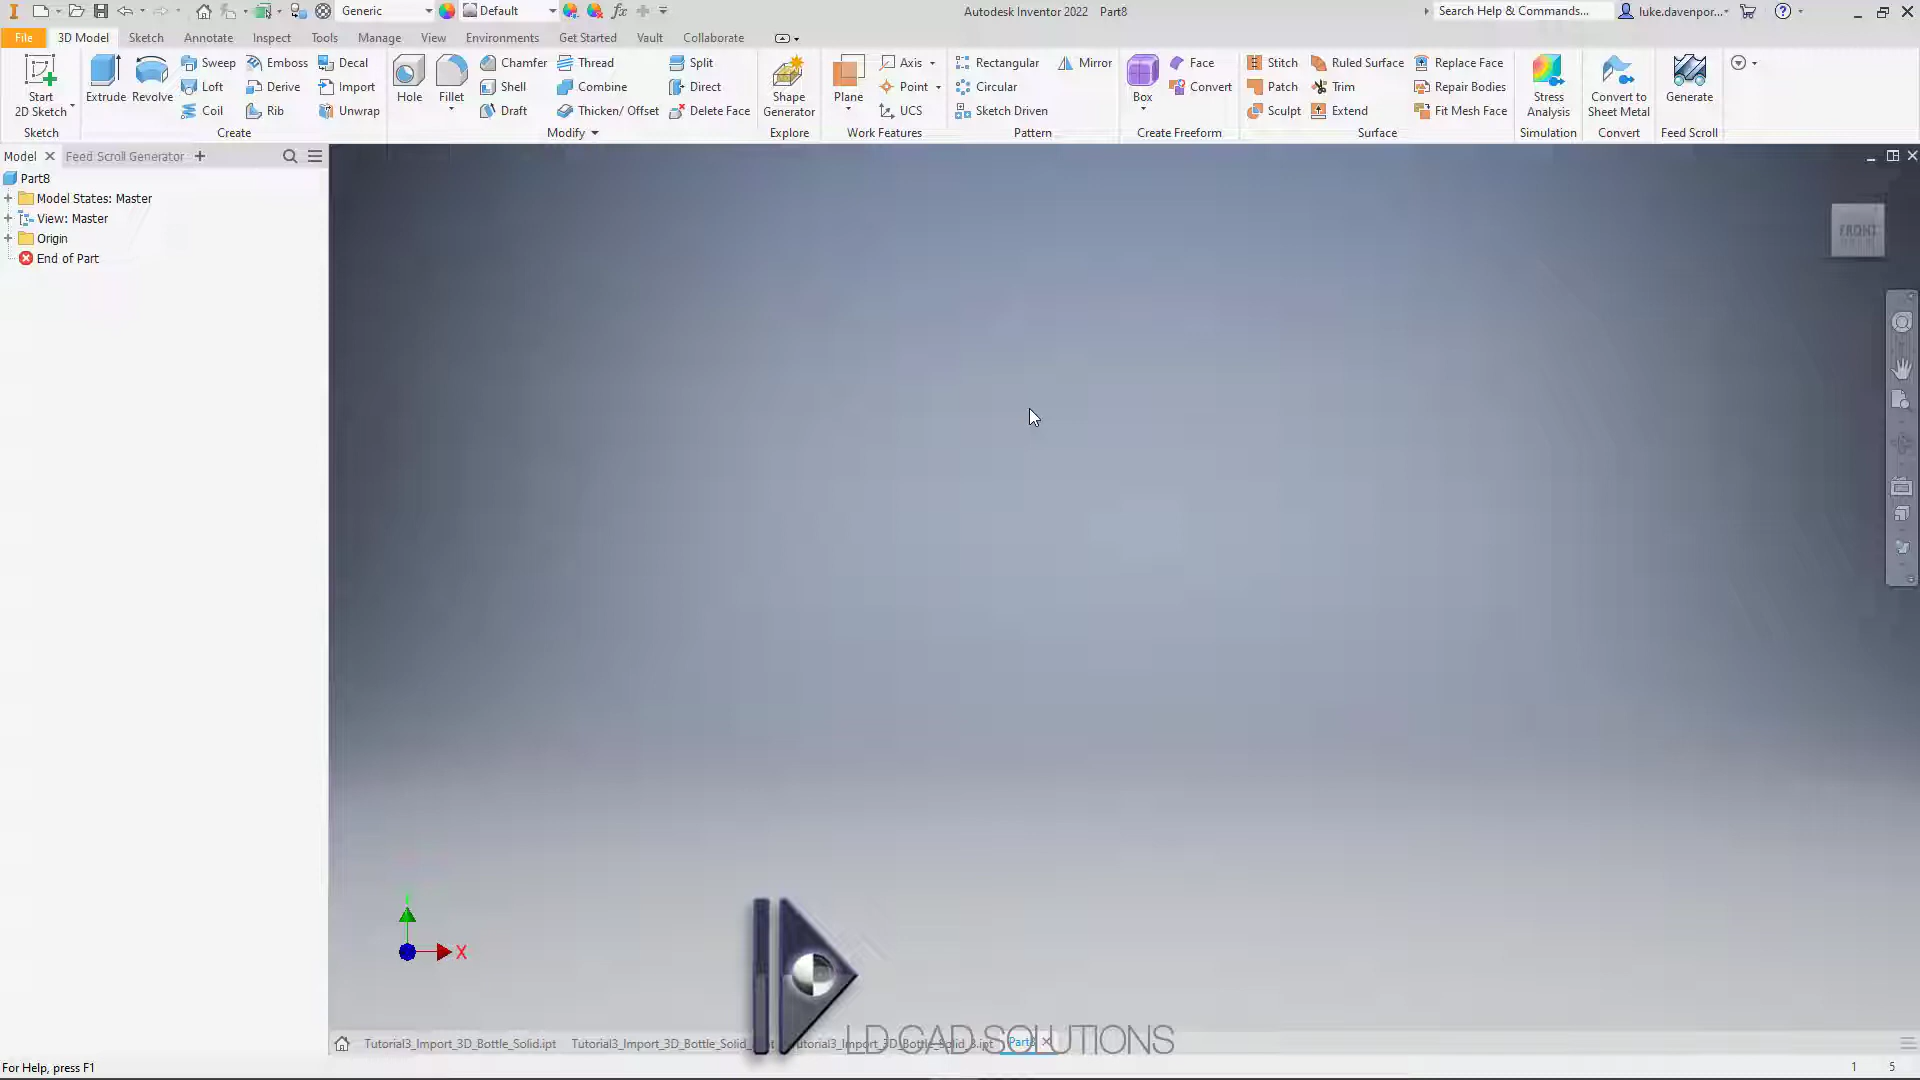 Generic
Default
fx
Autodesk Inventor 2022 Part8
Search Help & Commands...
luke.davenpor...
File
3D Model
Sketch
Annotate
Inspect
Tools
Manage
View
Environments
Get Started
Vault
Collaborate
Start
2D Sketch
Extrude
Revolve
Sweep
Loft
Coil
Emboss
Derive
Rib
Decal
Import
Unwrap
Hole
Fillet
Chamfer
Shell
Draft
Thread
Combine
Thicken/ Offset
Split
Direct
Delete Face
Shape
Generator
Plane
Axis
Point
UCS
Rectangular
Circular
Sketch Driven
Mirror
Box
Face
Convert
Stitch
Patch
Sculpt
Ruled Surface
Trim
Extend
Replace Face
Repair Bodies
Fit Mesh Face
Stress
Analysis
Convert to
Sheet Metal
Generate
Sketch
Create
Modify
Explore
Work Features
Pattern
Create Freeform
Surface
Simulation
Convert
Feed Scroll
Model
Feed Scroll Generator
Part8
Model States: Master
View: Master
Origin
End of Part
FRONT
X
LD CAD SOLUTIONS
Tutorial3_Import_3D_Bottle_Solid.ipt
For Help, press F1
1 5